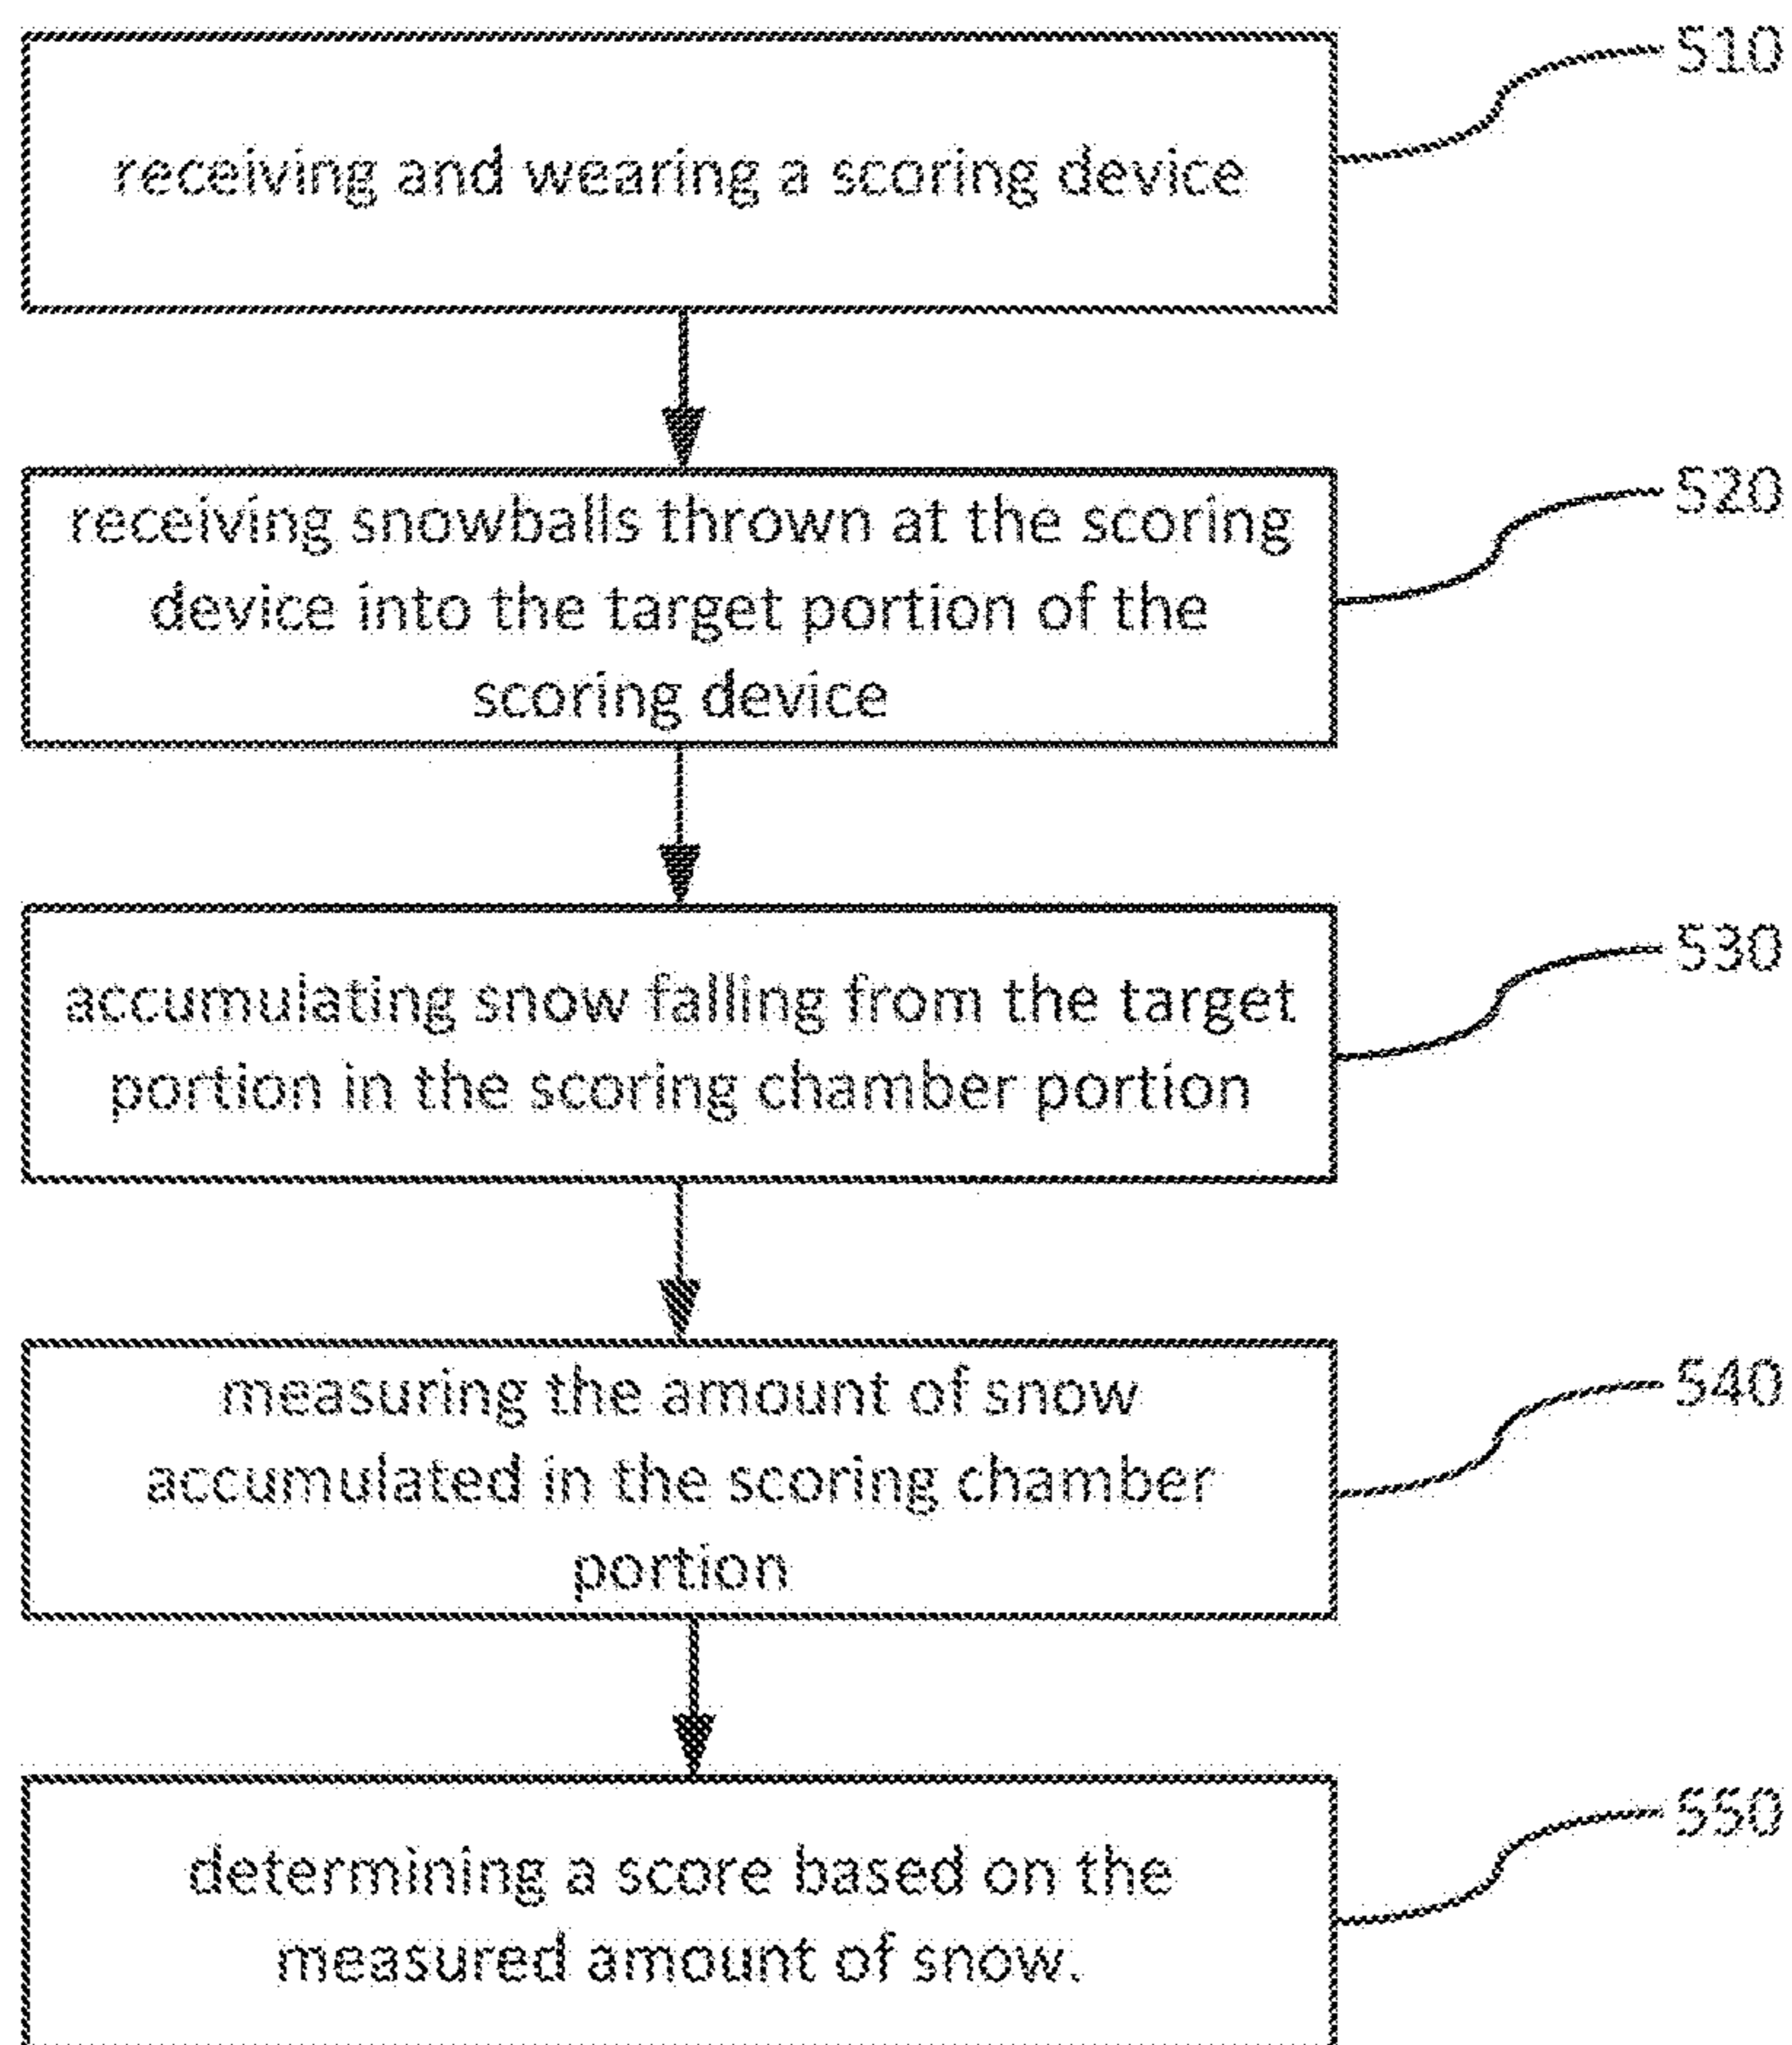 510
receiving and wearing a scoring device
520
receiving snowballs thrown at the scoring
device into the target portion of the
scoring device
530
accumulating snow falling from the target
portion in the scoring chamber portion
540
measuring the amount of snow
accumulated in the scoring chamber
portion
550
determining a score based on the
measured amount of snow.